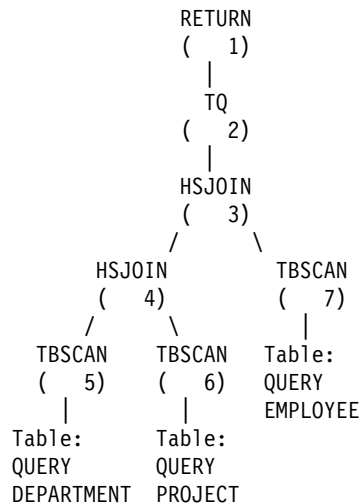 RETURN
( 1)
|
TQ
( 2)
|
HSJOIN
( 3)
/ \
HSJOIN TBSCAN
( 4) ( 7)
/ \ |
TBSCAN TBSCAN Table:
( 5) ( 6) QUERY
| | EMPLOYEE
Table: Table:
QUERY QUERY
DEPARTMENT PROJECT